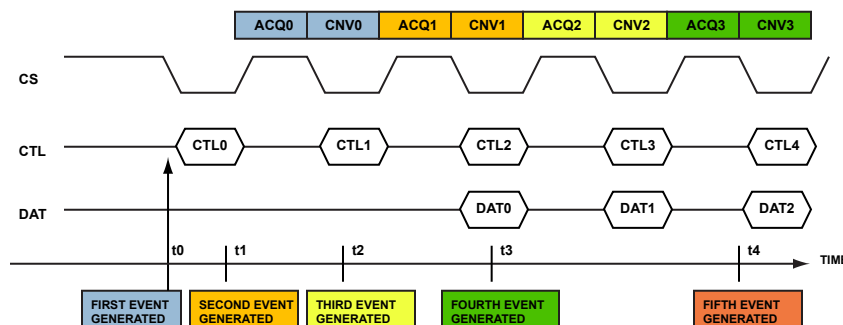 ACQ0 CNV0 ACQ1 CNV1 ACQ2 CNV2 ACQ3 CNV3
CS
CTL CTL0 CTL1 CTL2 CTL3 CTL4
DAT DAT0 DAT1 DAT2
t0 t1 t2 t3 t4
TIME
FIRST EVENT
GENERATED
SECOND EVENT
GENERATED
THIRD EVENT
GENERATED
FOURTH EVENT
GENERATED
FIFTH EVENT
GENERATED